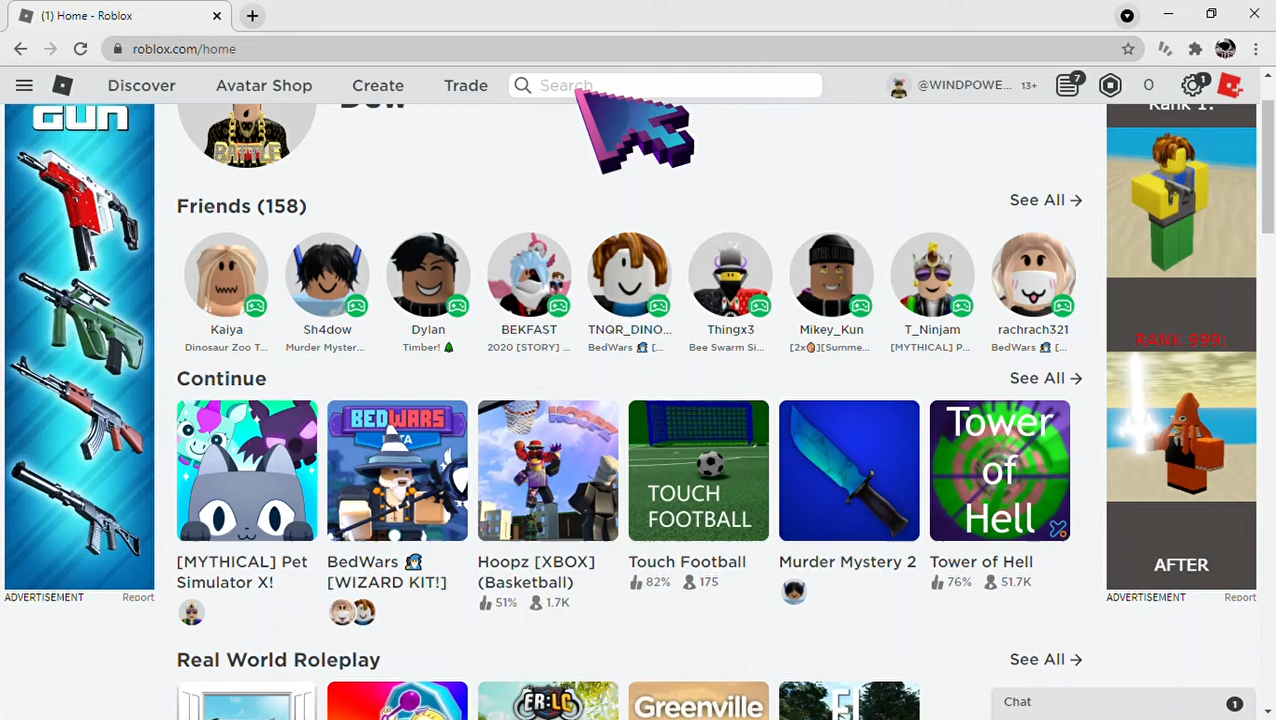 (1) Home - Roblox
roblox.com/home
Discover
Avatar Shop
Create
Trade
Search
@WINDPOWE...
13+
7
0
1
GUN
BATTLE
Friends (158)
See All →
Kaiya
Dinosaur Zoo T...
Sh4dow
Murder Myster...
Dylan
Timber! 🌲
BEKFAST
2020 [STORY] ...
TNQR_DINO...
BedWars [...
Thingx3
Bee Swarm Si...
Mikey_Kun
[2x][Summe...
T_Ninjam
[MYTHICAL] P...
rachrach321
BedWars [...
Continue
See All →
BEDWARS
TOUCH
FOOTBALL
Tower
of
Hell
[MYTHICAL] Pet
Simulator X!
BedWars
[WIZARD KIT!]
Hoopz [XBOX]
(Basketball)
51% 1.7K
Touch Football
82% 175
Murder Mystery 2
Tower of Hell
76% 51.7K
ADVERTISEMENT
Report
RANK 999:
AFTER
ADVERTISEMENT
Report
Real World Roleplay
See All →
ER:LC
Greenville
Chat
1